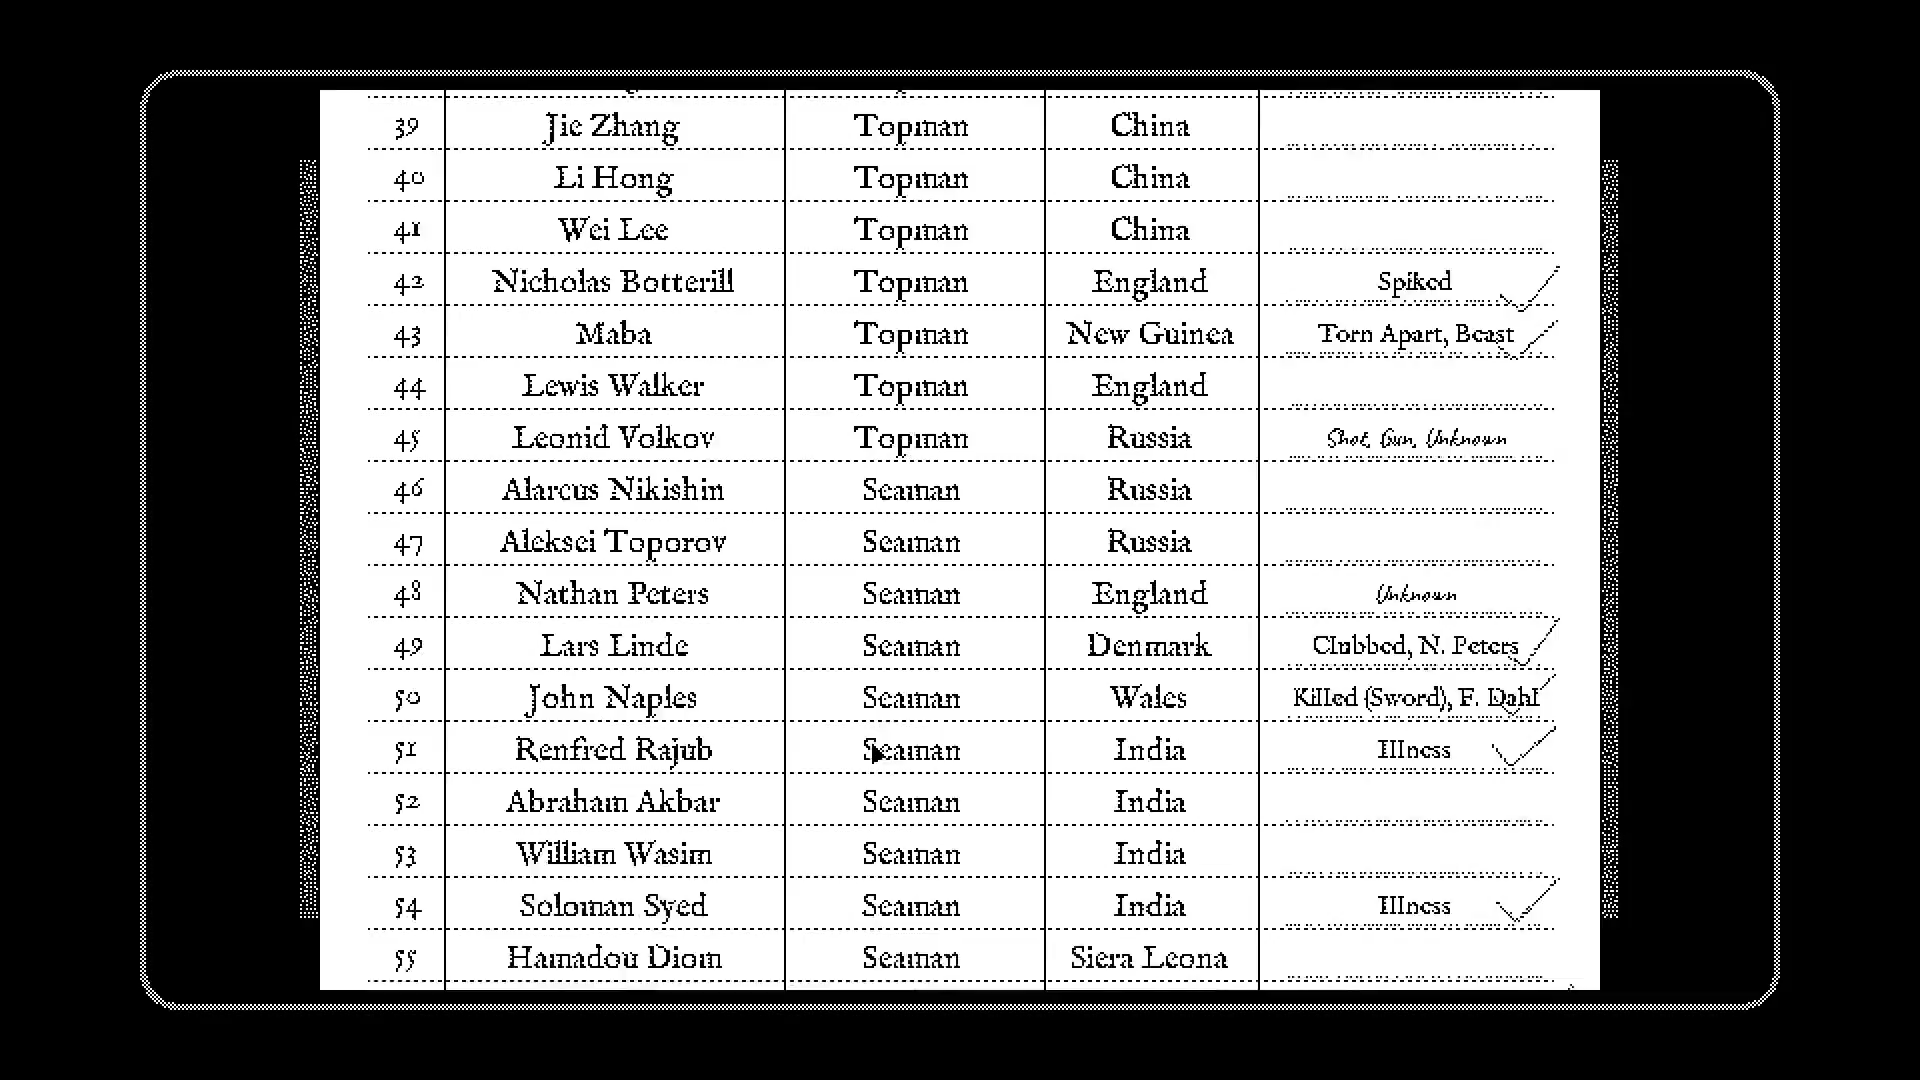 39 Jie Zhang Topman China
40 Li Hong Topman China
41 Wei Lee Topman China
42 Nicholas Botterill Topman England Spiked
43 Maba Topman New Guinea Torn Apart, Beast
44 Lewis Walker Topman England
45 Leonid Volkov Topman Russia Shot, Gun, Unknown
46 Alarcus Nikishin Seaman Russia
47 Aleksei Toporov Seaman Russia
48 Nathan Peters Seaman England Unknown
49 Lars Linde Seaman Denmark Clubbed, N. Peters
50 John Naples Seaman Wales Killed (Sword), F. Dahl
51 Renfred Rajub Seaman India Illness
52 Abraham Akbar Seaman India
53 William Wasim Seaman India
54 Soloman Syed Seaman India Illness
55 Hamadou Diom Seaman Siera Leona